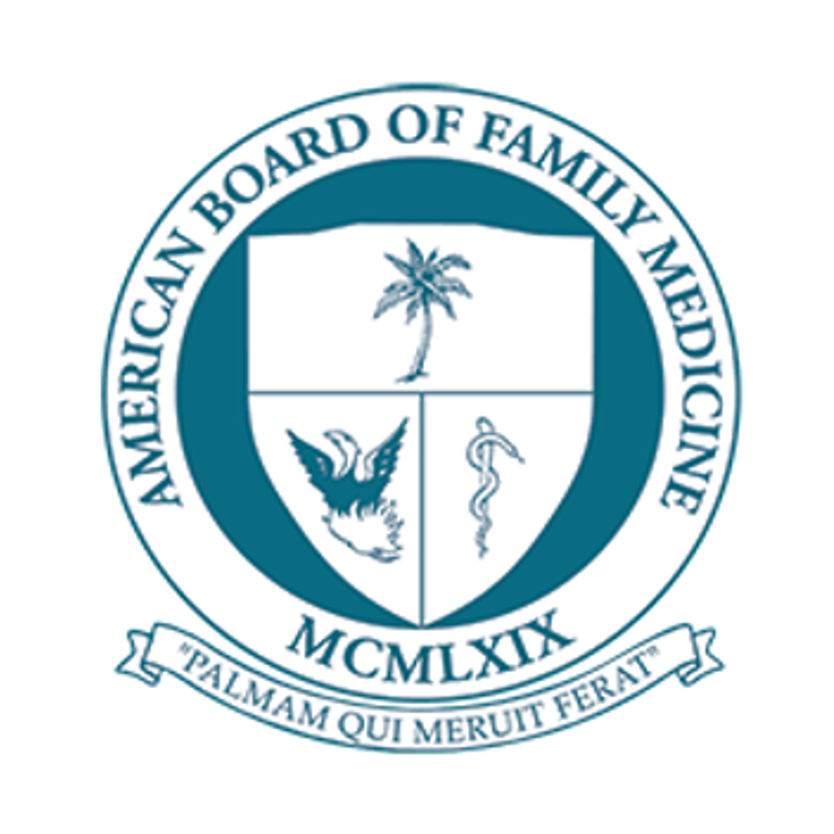 AMERICAN BOARD OF FAMILY MEDICINE
MCMLXIX
"PALMAM QUI MERUIT FERAT"